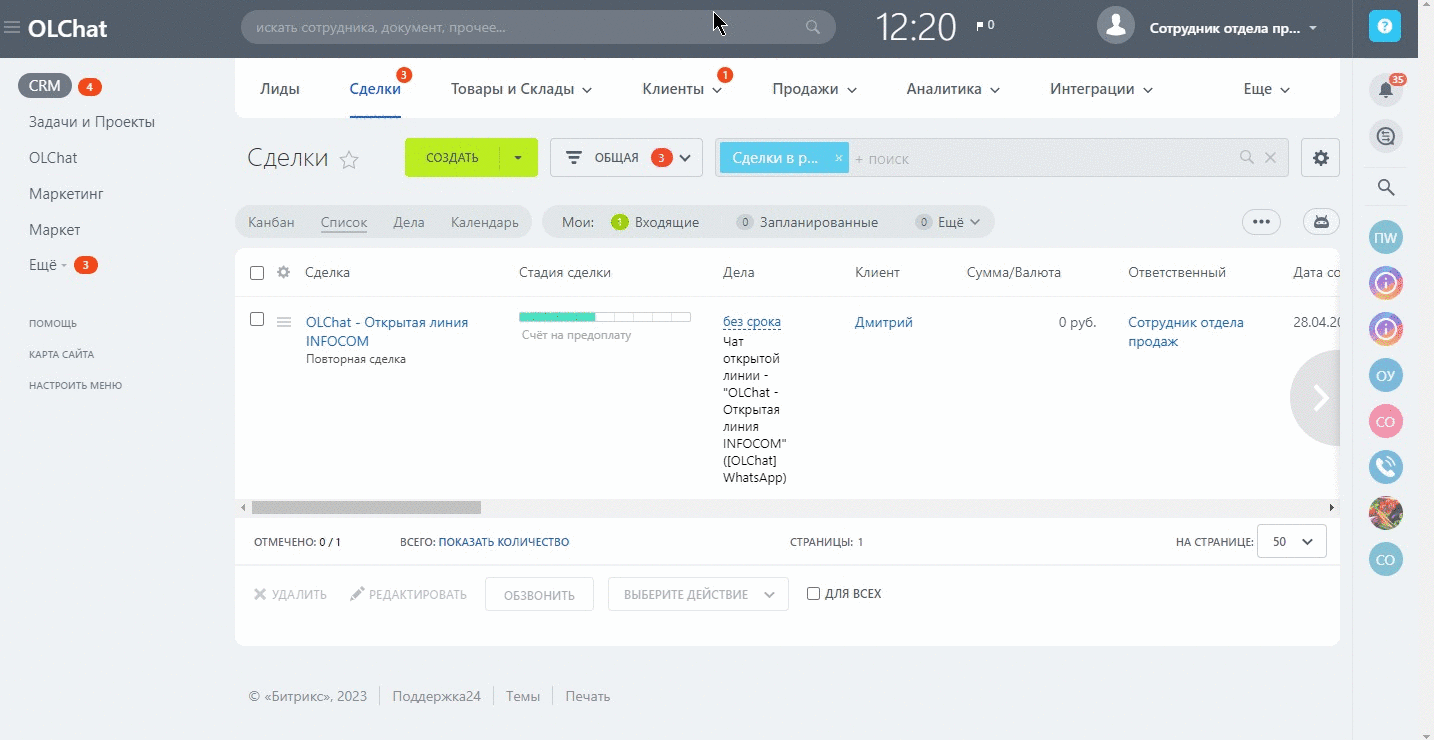 OLChat
искать сотрудника, документ, прочее...
12:20
0
Сотрудник отдела пр...
?
CRM 4
Задачи и Проекты
OLChat
Маркетинг
Маркет
Ещё 3
ПОМОЩЬ
КАРТА САЙТА
НАСТРОИТЬ МЕНЮ
Лиды
Сделки 3
Товары и Склады
Клиенты 1
Продажи
Аналитика
Интеграции
Еще
Сделки
СОЗДАТЬ
ОБЩАЯ 3
Сделки в р... ×
+ поиск
Канбан
Список
Дела
Календарь
Мои:
1 Входящие
0 Запланированные
0 Ещё
Сделка
Стадия сделки
Дела
Клиент
Сумма/Валюта
Ответственный
Дата со
OLChat - Открытая линия
INFOCOM
Повторная сделка
Счёт на предоплату
без срока
Чат
открытой
линии -
"OLChat -
Открытая
линия
INFOCOM"
([OLChat]
WhatsApp)
Дмитрий
0 руб.
Сотрудник отдела
продаж
28.04.20
ОТМЕЧЕНО: 0 / 1
ВСЕГО: ПОКАЗАТЬ КОЛИЧЕСТВО
СТРАНИЦЫ: 1
НА СТРАНИЦЕ: 50
УДАЛИТЬ
РЕДАКТИРОВАТЬ
ОБЗВОНИТЬ
ВЫБЕРИТЕ ДЕЙСТВИЕ
ДЛЯ ВСЕХ
© «Битрикс», 2023
Поддержка24
Темы
Печать
35
ПW
ОУ
СО
СО